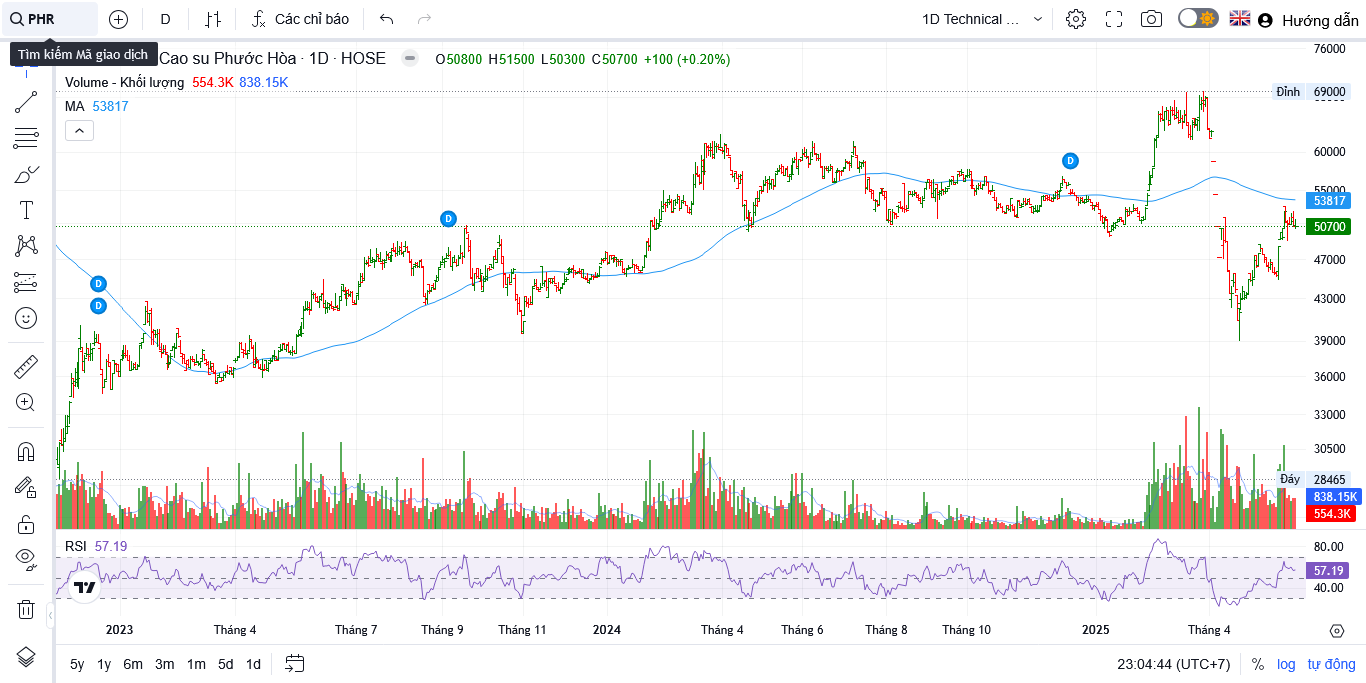 PHR D Các chỉ báo 1D Technical ... Hướng dẫn
Tìm kiếm Mã giao dịch
Cao su Phước Hòa · 1D · HOSE O50800 H51500 L50300 C50700 +100 (+0.20%)
Volume - Khối lượng 554.3K 838.15K
MA 53817
76000
Đỉnh 69000
60000
D
55000
53817
D
50700
47000
D
43000
D
39000
36000
33000
30500
Đáy 28465
838.15K
554.3K
RSI 57.19
80.00
57.19
40.00
2023 Tháng 4 Tháng 7 Tháng 9 Tháng 11 2024 Tháng 4 Tháng 6 Tháng 8 Tháng 10 2025 Tháng 4
5y 1y 6m 3m 1m 5d 1d 23:04:44 (UTC+7) % log tự động